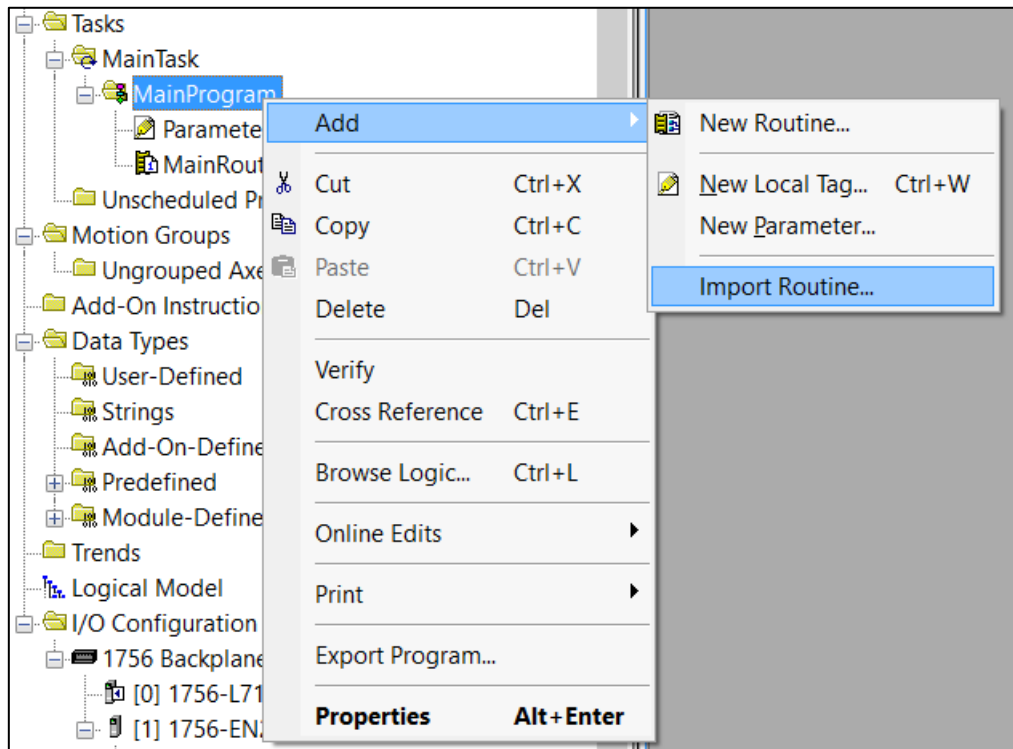 Tasks
MainTask
MainProgram
Paramete
MainRout
Unscheduled Pr
Motion Groups
Ungrouped Axe
Add-On Instructio
Data Types
User-Defined
Strings
Add-On-Define
Predefined
Module-Define
Trends
Logical Model
I/O Configuration
1756 Backplane
[0] 1756-L71
[1] 1756-EN2
Add
Cut Ctrl+X
Copy Ctrl+C
Paste Ctrl+V
Delete Del
Verify
Cross Reference Ctrl+E
Browse Logic... Ctrl+L
Online Edits
Print
Export Program...
Properties Alt+Enter
New Routine...
New Local Tag... Ctrl+W
New Parameter...
Import Routine...